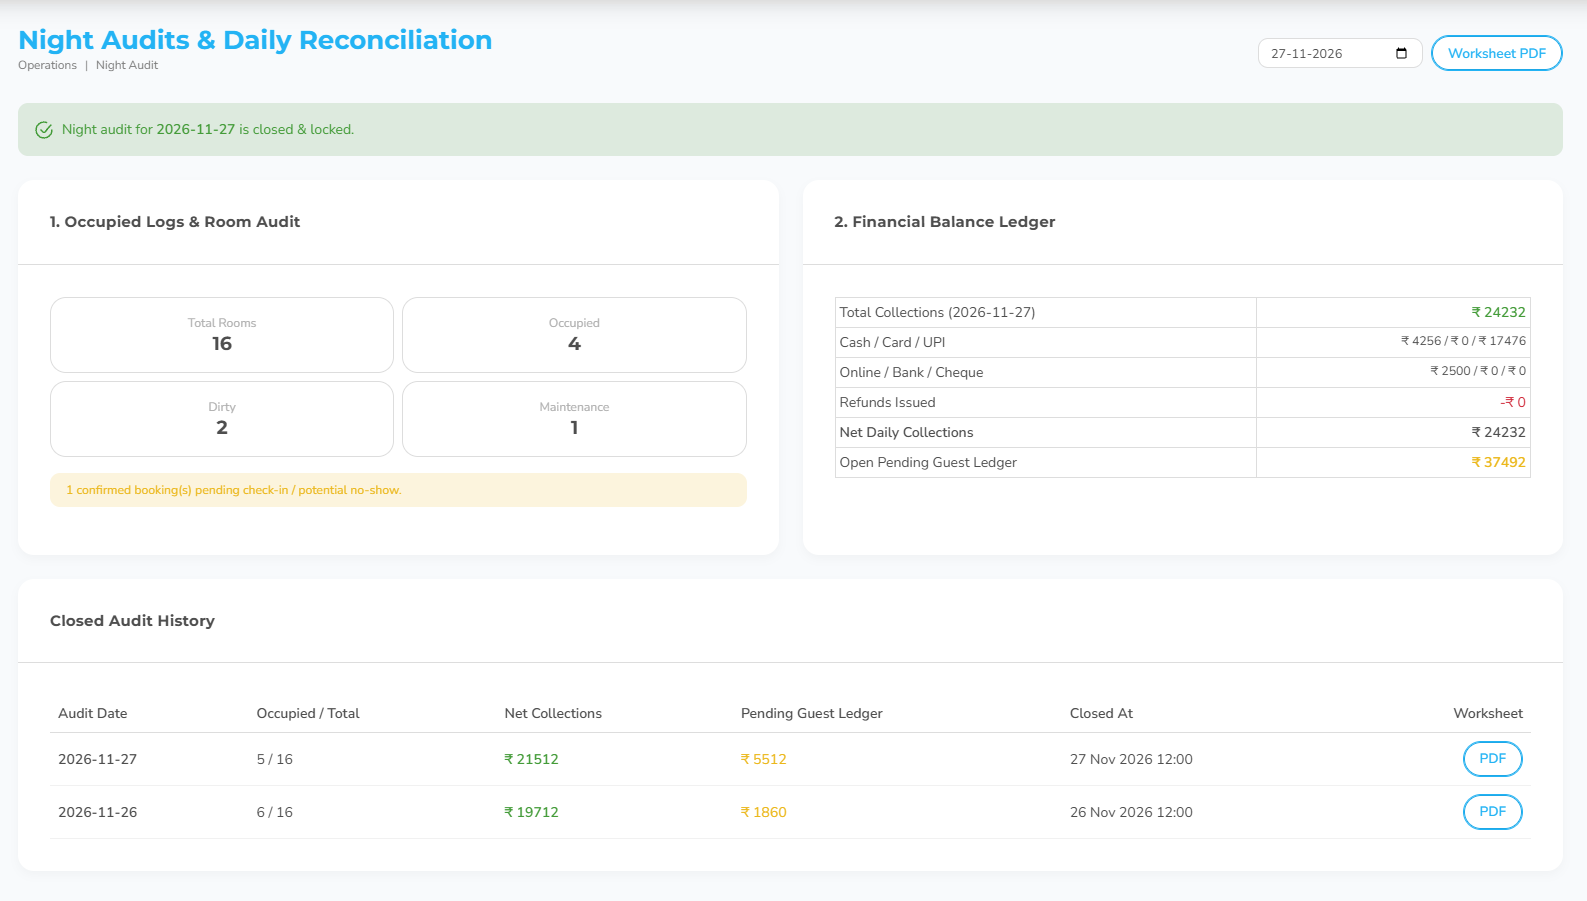 Night Audits & Daily Reconciliation
Operations | Night Audit
27-11-2026
Worksheet PDF
Night audit for 2026-11-27 is closed & locked.
1. Occupied Logs & Room Audit
Total Rooms
16
Occupied
4
Dirty
2
Maintenance
1
1 confirmed booking(s) pending check-in / potential no-show.
2. Financial Balance Ledger
Total Collections (2026-11-27) ₹ 24232
Cash / Card / UPI ₹ 4256 / ₹ 0 / ₹ 17476
Online / Bank / Cheque ₹ 2500 / ₹ 0 / ₹ 0
Refunds Issued -₹ 0
Net Daily Collections ₹ 24232
Open Pending Guest Ledger ₹ 37492
Closed Audit History
Audit Date Occupied / Total Net Collections Pending Guest Ledger Closed At Worksheet
2026-11-27 5 / 16 ₹ 21512 ₹ 5512 27 Nov 2026 12:00 PDF
2026-11-26 6 / 16 ₹ 19712 ₹ 1860 26 Nov 2026 12:00 PDF